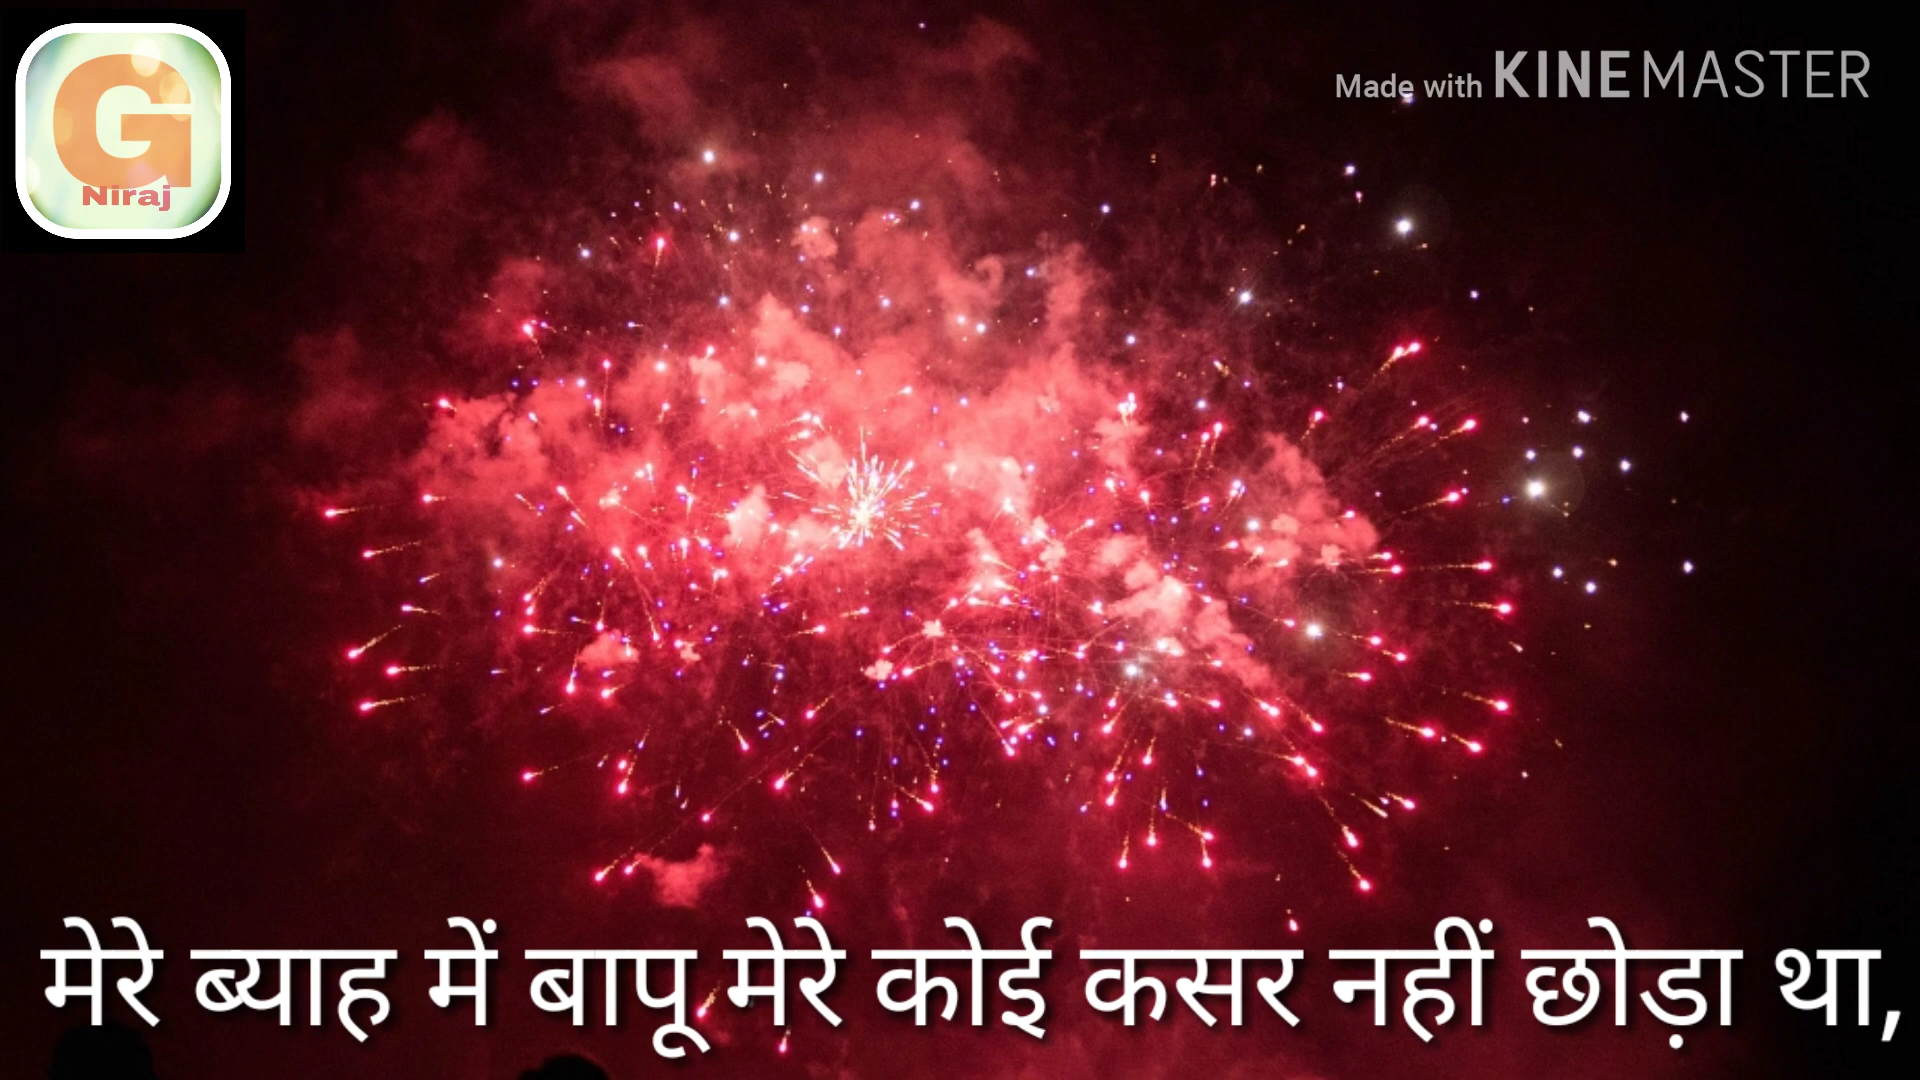 G
Niraj
Made with KINEMASTER
मेरे ब्याह में बापू मेरे कोई कसर नहीं छोड़ा था,